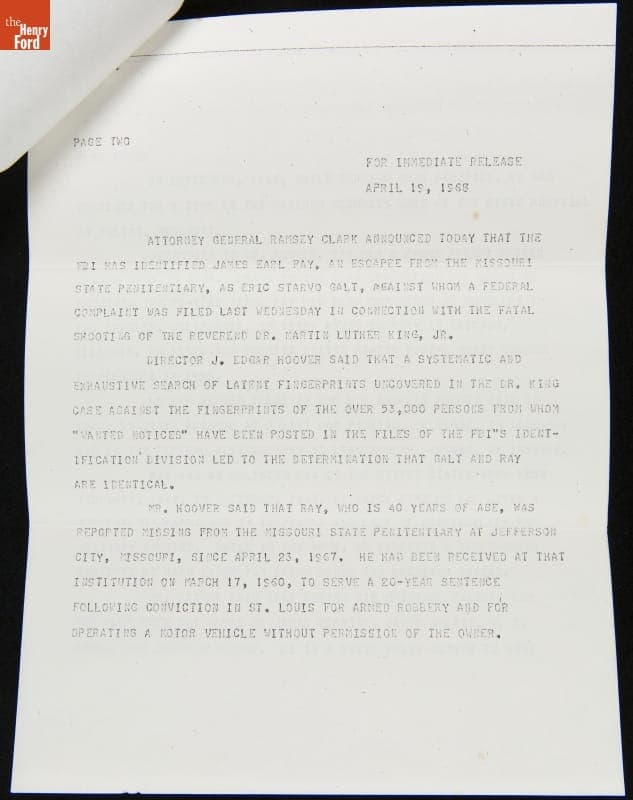 the
Henry
Ford
PAGE TWO
FOR IMMEDIATE RELEASE
APRIL 19, 1968
ATTORNEY GENERAL RAMSEY CLARK ANNOUNCED TODAY THAT THE
FBI HAS IDENTIFIED JAMES EARL RAY, AN ESCAPEE FROM THE MISSOURI
STATE PENITENTIARY, AS ERIC STARVO GALT, AGAINST WHOM A FEDERAL
COMPLAINT WAS FILED LAST WEDNESDAY IN CONNECTION WITH THE FATAL
SHOOTING OF THE REVEREND DR. MARTIN LUTHER KING, JR.
DIRECTOR J. EDGAR HOOVER SAID THAT A SYSTEMATIC AND
EXHAUSTIVE SEARCH OF LATENT FINGERPRINTS UNCOVERED IN THE DR. KING
CASE AGAINST THE FINGERPRINTS OF THE OVER 53,000 PERSONS FROM WHOM
"WANTED NOTICES" HAVE BEEN POSTED IN THE FILES OF THE FBI"S IDENT-
IFICATION DIVISION LED TO THE DETERMINATION THAT GALT AND RAY
ARE IDENTICAL.
MR. HOOVER SAID THAT RAY, WHO IS 40 YEARS OF AGE, WAS
REPORTED MISSING FROM THE MISSOURI STATE PENITENTIARY AT JEFFERSON
CITY, MISSOURI, SINCE APRIL 23, 1967. HE HAD BEEN RECEIVED AT THAT
INSTITUTION ON MARCH 17, 1960, TO SERVE A 20-YEAR SENTENCE
FOLLOWING CONVICTION IN ST. LOUIS FOR ARMED ROBBERY AND FOR
OPERATING A MOTOR VEHICLE WITHOUT PERMISSION OF THE OWNER.